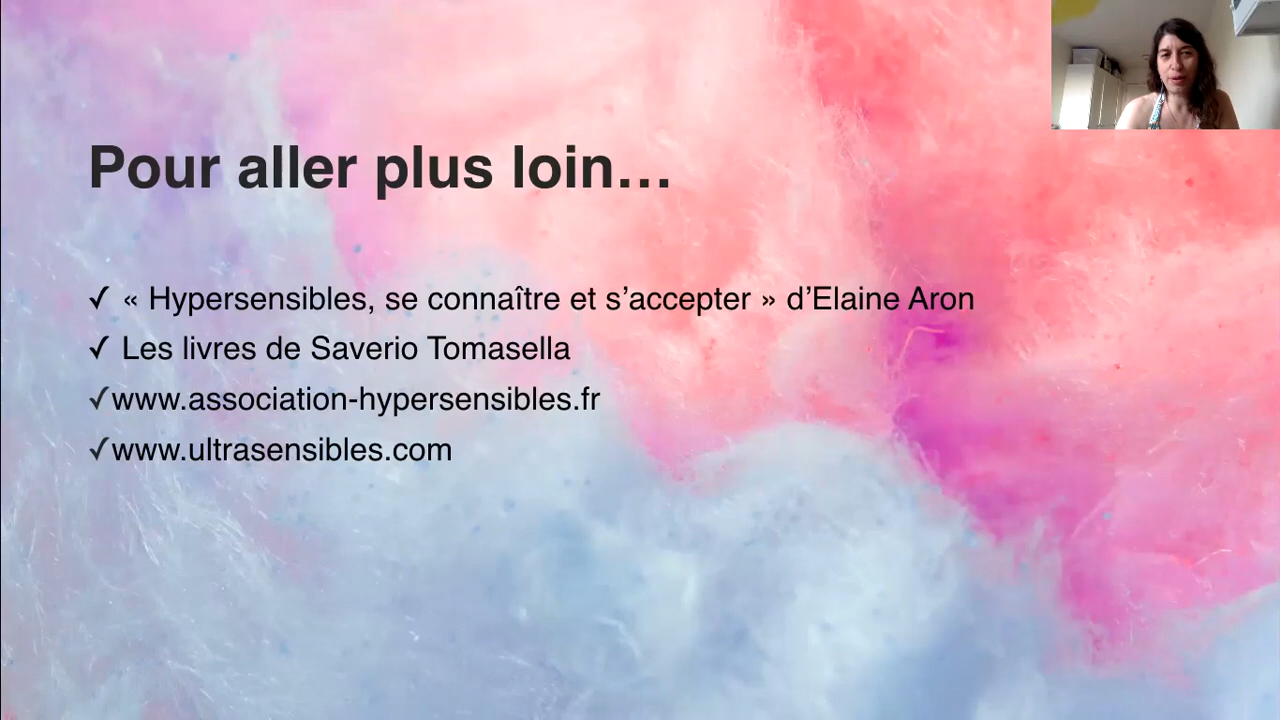 Pour aller plus loin…
✓ « Hypersensibles, se connaître et s’accepter » d’Elaine Aron
✓ Les livres de Saverio Tomasella
✓www.association-hypersensibles.fr
✓www.ultrasensibles.com